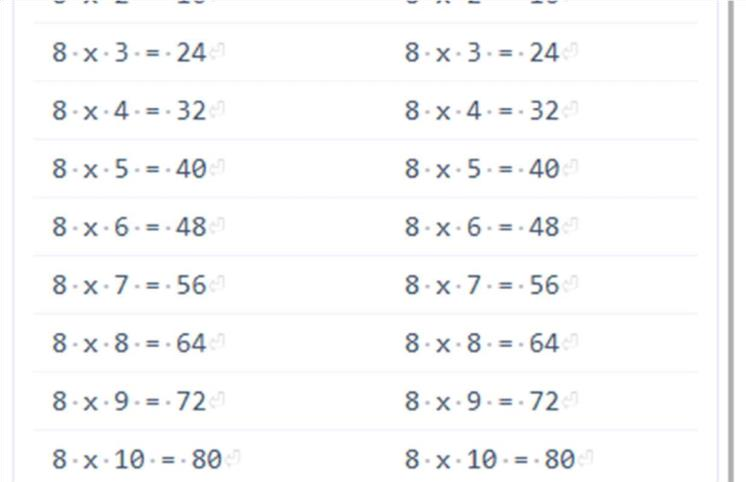 8·x·3·=·24⏎ 8·x·3·=·24⏎
8·x·4·=·32⏎ 8·x·4·=·32⏎
8·x·5·=·40⏎ 8·x·5·=·40⏎
8·x·6·=·48⏎ 8·x·6·=·48⏎
8·x·7·=·56⏎ 8·x·7·=·56⏎
8·x·8·=·64⏎ 8·x·8·=·64⏎
8·x·9·=·72⏎ 8·x·9·=·72⏎
8·x·10·=·80⏎ 8·x·10·=·80⏎